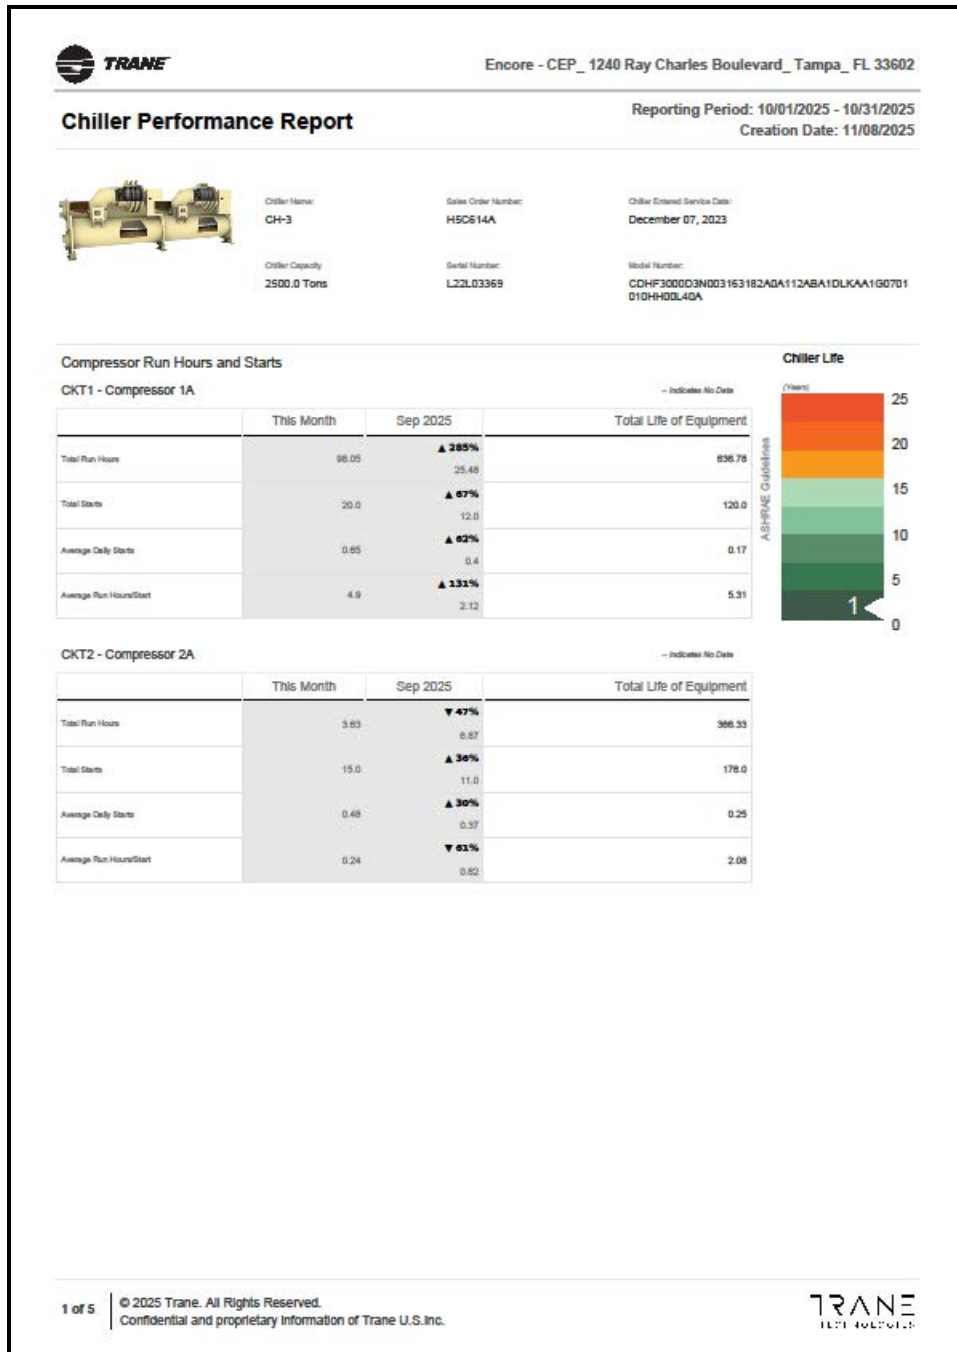 TRANE
Encore - CEP_ 1240 Ray Charles Boulevard_ Tampa_ FL 33602
Chiller Performance Report
Reporting Period: 10/01/2025 - 10/31/2025
Creation Date: 11/08/2025
Chiller Name: Sales Order Number: Chiller Entered Service Date:
CH-3 H5C614A December 07, 2023
Chiller Capacity Serial Number: Model Number:
2500.0 Tons L22L03369 CDHF3000D3N003163182A0A112ABA1DLKAA1G0701
010HH00L40A
Compressor Run Hours and Starts
Chiller Life
CKT1 - Compressor 1A
-- Indicates No Data
(Years)
This Month Sep 2025 Total Life of Equipment
Total Run Hours 98.05 ▲ 285% 25.48 636.78
Total Starts 20.0 ▲ 67% 12.0 120.0
Average Daily Starts 0.65 ▲ 62% 0.4 0.17
Average Run Hours/Start 4.9 ▲ 131% 2.12 5.31
ASHRAE Guidelines
25
20
15
10
5
1
0
CKT2 - Compressor 2A
-- Indicates No Data
This Month Sep 2025 Total Life of Equipment
Total Run Hours 3.63 ▼ 47% 6.87 366.33
Total Starts 15.0 ▲ 36% 11.0 176.0
Average Daily Starts 0.48 ▲ 30% 0.37 0.25
Average Run Hours/Start 0.24 ▼ 61% 0.62 2.08
1 of 5
© 2025 Trane. All Rights Reserved.
Confidential and proprietary Information of Trane U.S.Inc.
TRANE
TECHNOLOGIES